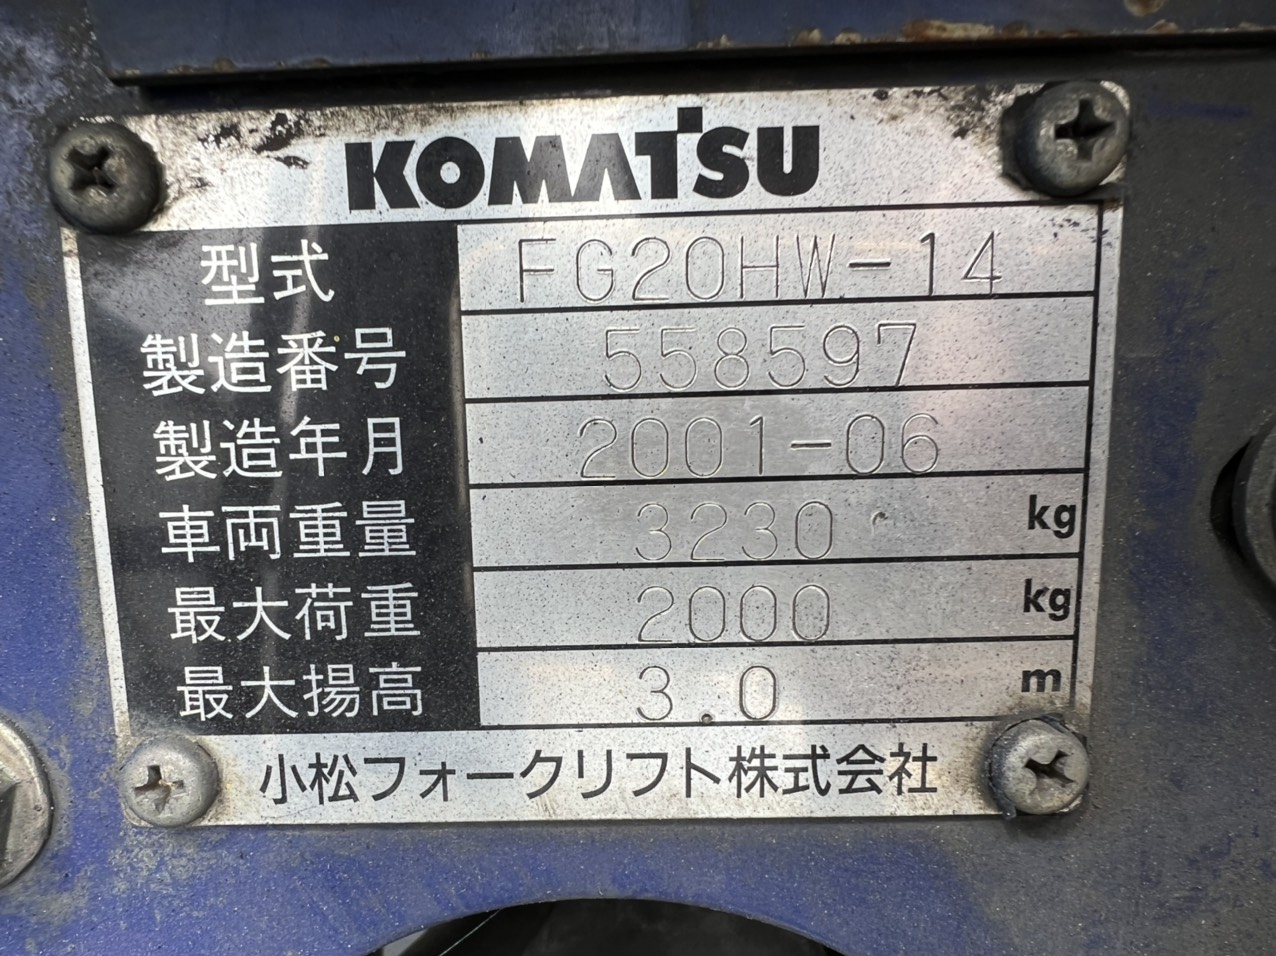 KOMATSU
型式 FG20HW-14
製造番号 558597
製造年月 2001-06
車両重量 3230 kg
最大荷重 2000 kg
最大揚高 3.0 m
小松フォークリフト株式会社